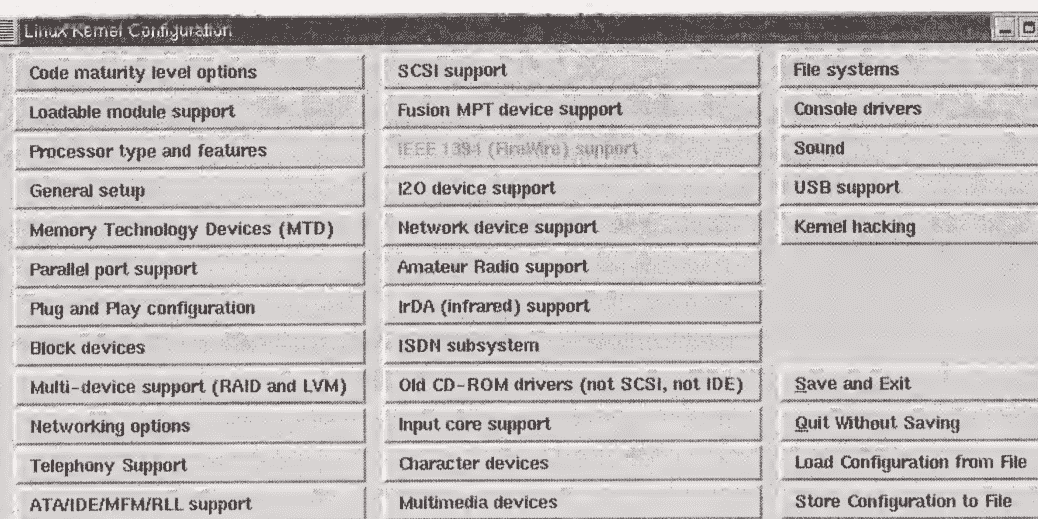 Linux Kernel Configuration
Code maturity level options
Loadable module support
Processor type and features
General setup
Memory Technology Devices (MTD)
Parallel port support
Plug and Play configuration
Block devices
Multi-device support (RAID and LVM)
Networking options
Telephony Support
ATA/IDE/MFM/RLL support
SCSI support
Fusion MPT device support
IEEE 1394 (FireWire) support
I2O device support
Network device support
Amateur Radio support
IrDA (infrared) support
ISDN subsystem
Old CD-ROM drivers (not SCSI, not IDE)
Input core support
Character devices
Multimedia devices
File systems
Console drivers
Sound
USB support
Kernel hacking
Save and Exit
Quit Without Saving
Load Configuration from File
Store Configuration to File